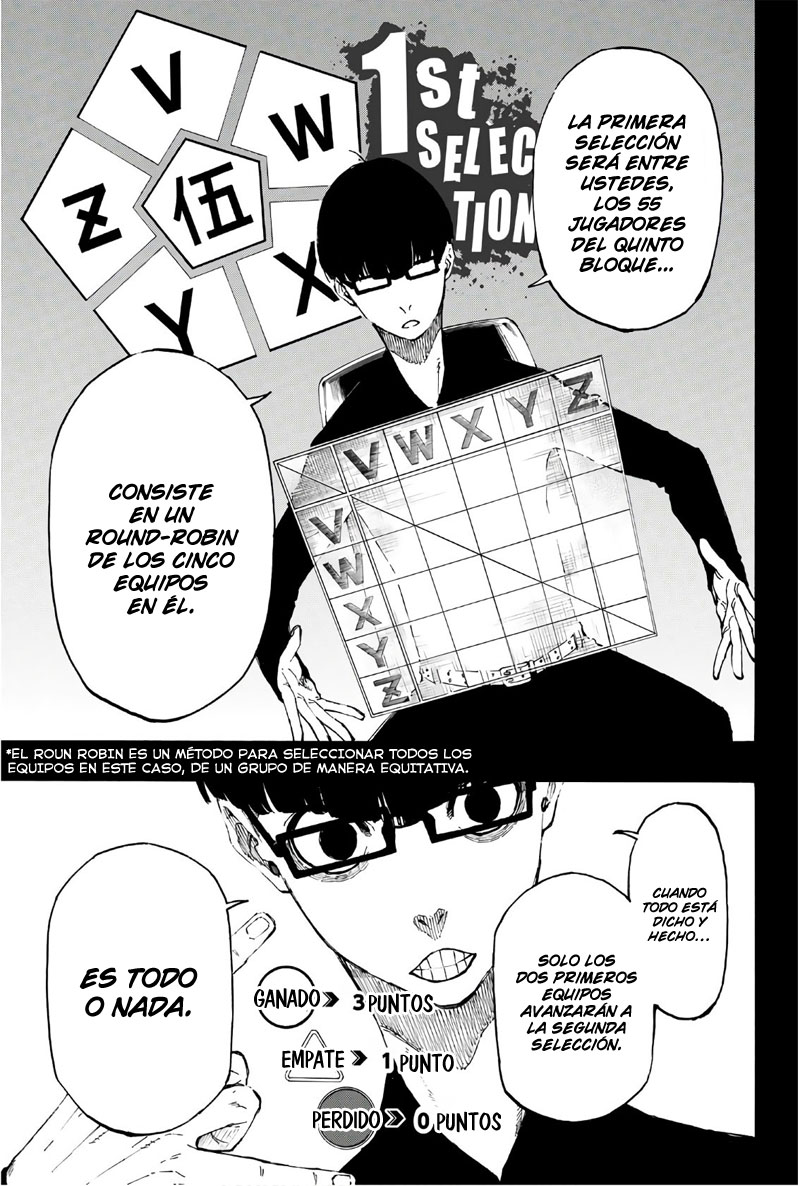 1st
SELEC
TION
V
W
Z
伍
X
Y
LA PRIMERA
SELECCIÓN
SERÁ ENTRE
USTEDES,
LOS 55
JUGADORES
DEL QUINTO
BLOQUE...
V W X Y Z
V
W
X
Y
Z
CONSISTE
EN UN
ROUND-ROBIN
DE LOS CINCO
EQUIPOS
EN ÉL.
*EL ROUN ROBIN ES UN MÉTODO PARA SELECCIONAR TODOS LOS
EQUIPOS EN ESTE CASO, DE UN GRUPO DE MANERA EQUITATIVA.
CUANDO
TODO ESTÁ
DICHO Y
HECHO...
SOLO LOS
DOS PRIMEROS
EQUIPOS
AVANZARÁN A
LA SEGUNDA
SELECCIÓN.
ES TODO
O NADA.
GANADO 3 PUNTOS
EMPATE 1 PUNTO
PERDIDO 0 PUNTOS